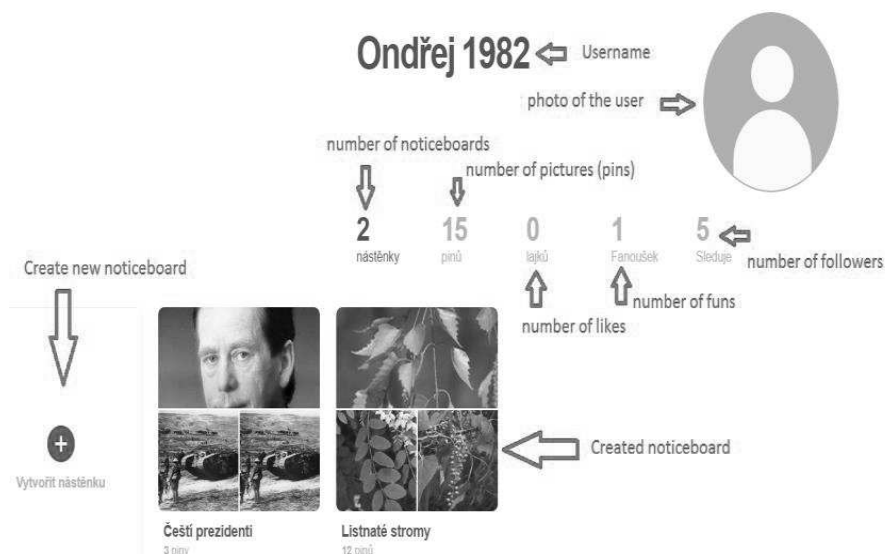 Ondřej 1982
Username
photo of the user
number of noticeboards
number of pictures (pins)
2
15
0
1
5
nástěnky
pinů
lajků
Fanoušek
Sleduje
number of followers
Create new noticeboard
number of funs
number of likes
Created noticeboard
Vytvořit nástěnku
Čeští prezidenti
3 piny
Listnaté stromy
12 pinů